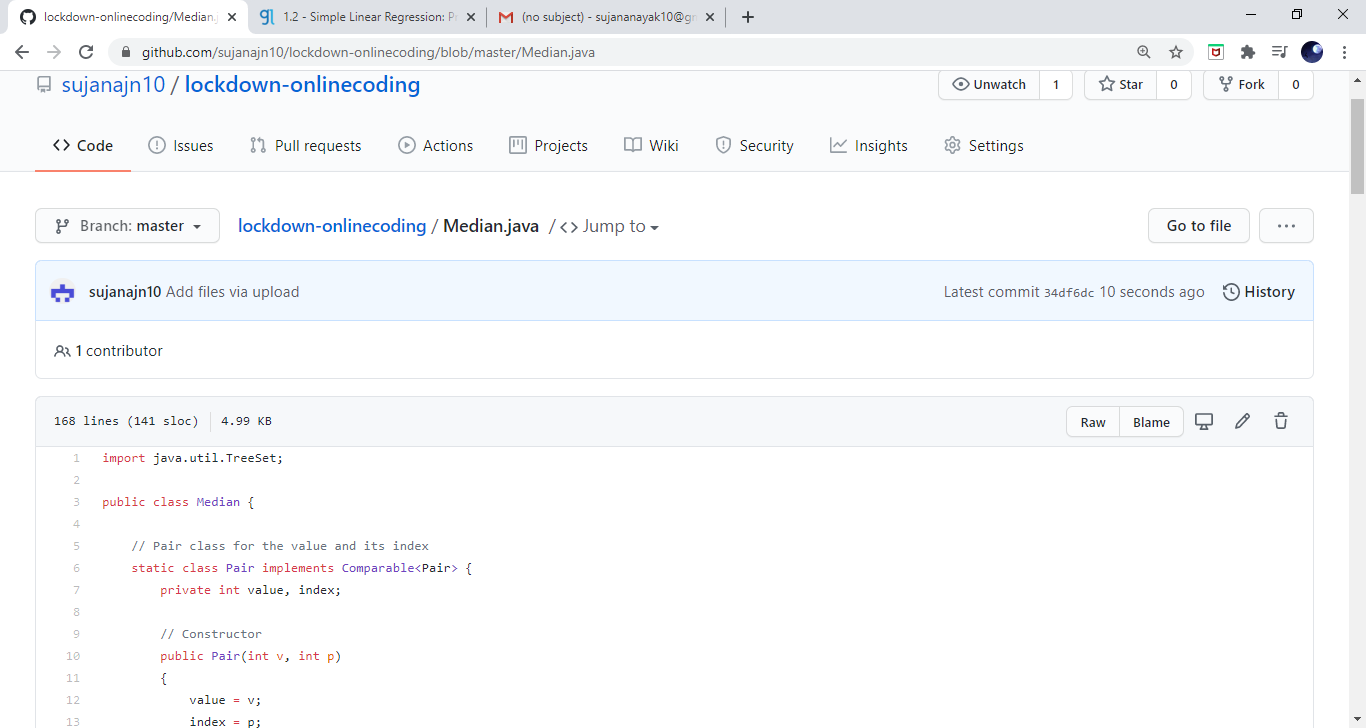 lockdown-onlinecoding/Median.
1.2 - Simple Linear Regression: P
(no subject) - sujananayak10@g
github.com/sujanajn10/lockdown-onlinecoding/blob/master/Median.java
sujanajn10 / lockdown-onlinecoding
Unwatch 1 Star 0 Fork 0
Code Issues Pull requests Actions Projects Wiki Security Insights Settings
Branch: master lockdown-onlinecoding / Median.java / <> Jump to Go to file ...
sujanajn10 Add files via upload Latest commit 34df6dc 10 seconds ago History
1 contributor
168 lines (141 sloc) 4.99 KB Raw Blame
1 import java.util.TreeSet;
2
3 public class Median {
4
5 // Pair class for the value and its index
6 static class Pair implements Comparable<Pair> {
7 private int value, index;
8
9 // Constructor
10 public Pair(int v, int p)
11 {
12 value = v;
13 index = p;